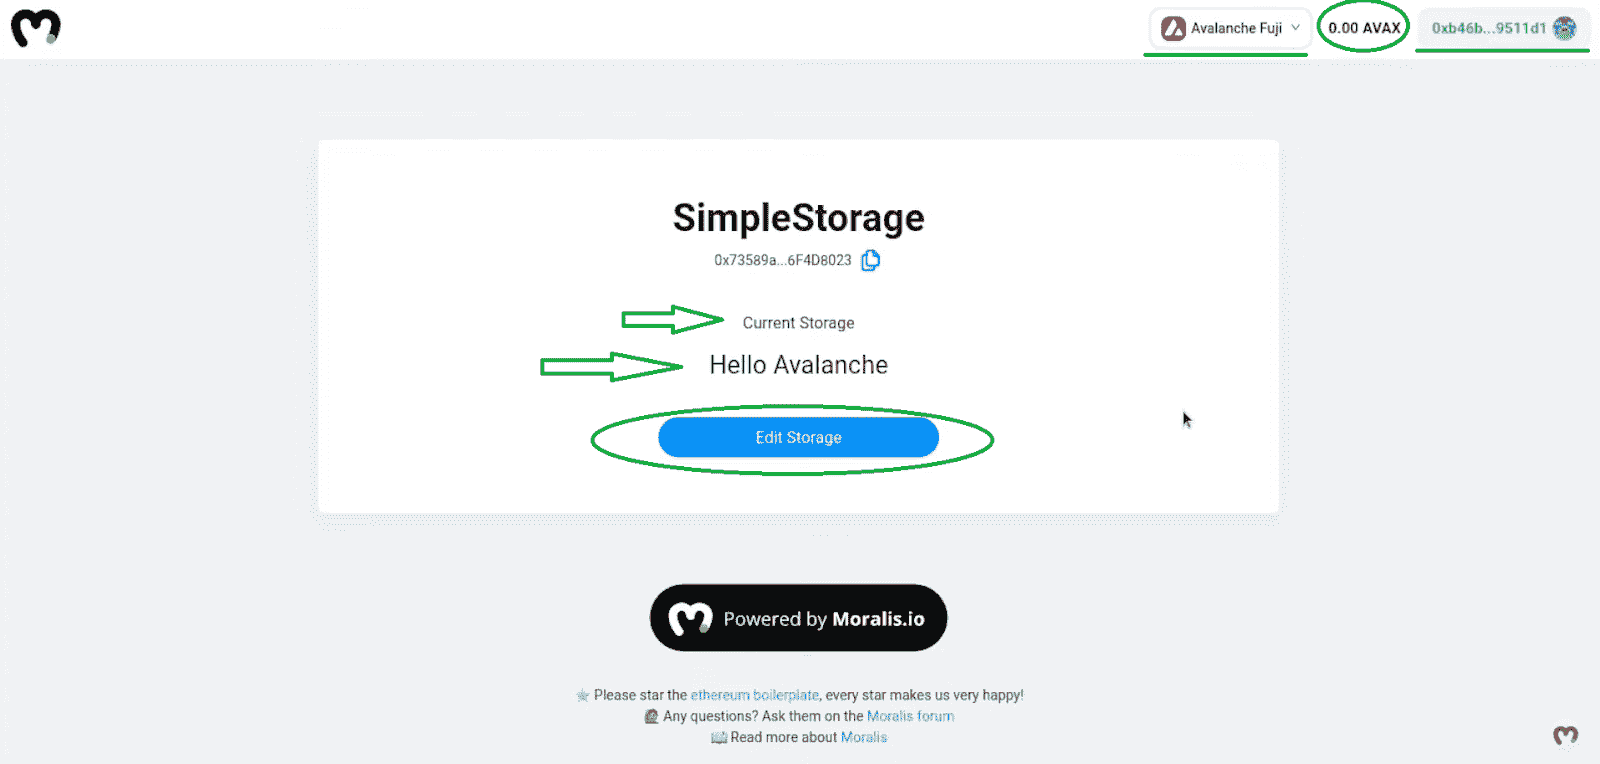 Avalanche Fuji
0.00 AVAX
0xb46b...9511d1
SimpleStorage
0x73589a...6F4D8023
Current Storage
Hello Avalanche
Edit Storage
Powered by Moralis.io
Please star the ethereum boilerplate, every star makes us very happy!
Any questions? Ask them on the Moralis forum
Read more about Moralis